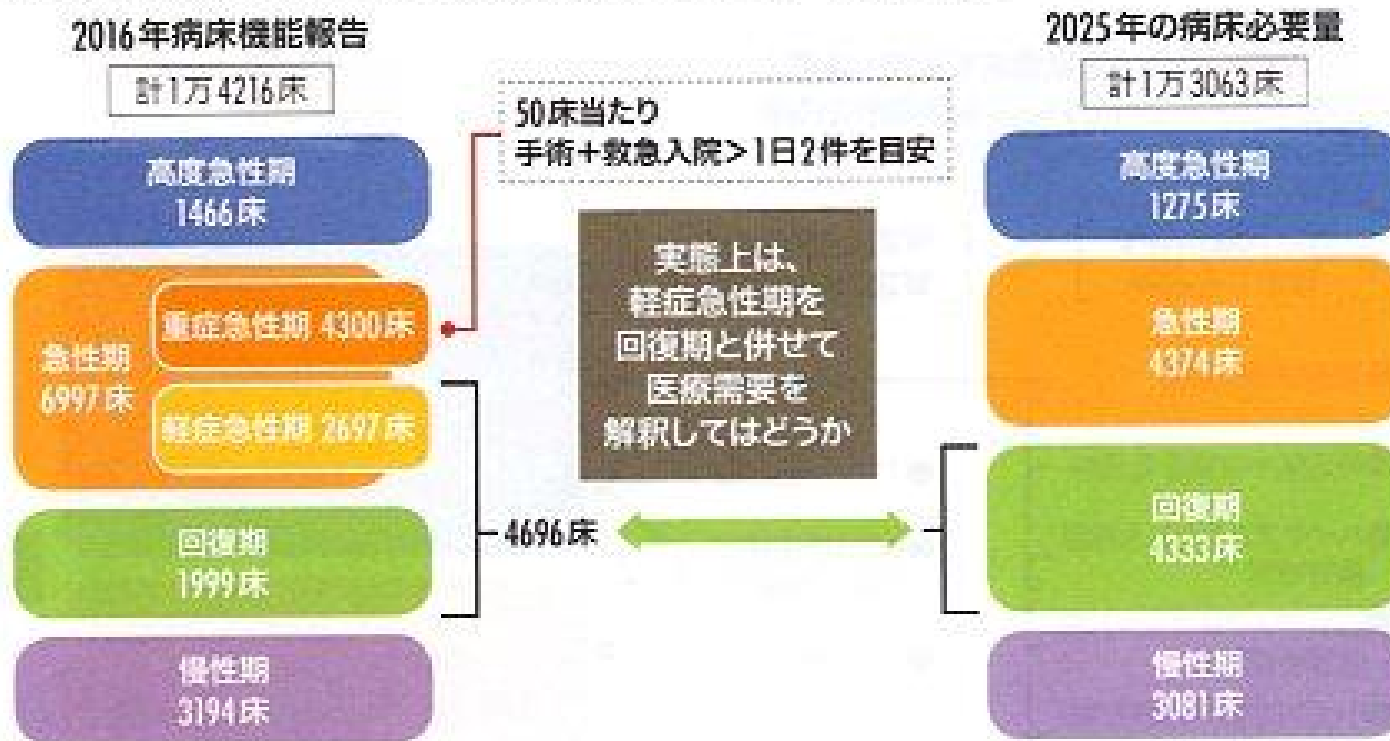 2016年病床機能報告
計1万4216床
高度急性期
1466床
急性期
6997床
重症急性期 4300床
軽症急性期 2697床
回復期
1999床
慢性期
3194床
50床当たり
手術+救急入院>1日2件を目安
実態上は、
軽症急性期を
回復期と併せて
医療需要を
解釈してはどうか
4696床
2025年の病床必要量
計1万3063床
高度急性期
1275床
急性期
4374床
回復期
4333床
慢性期
3081床